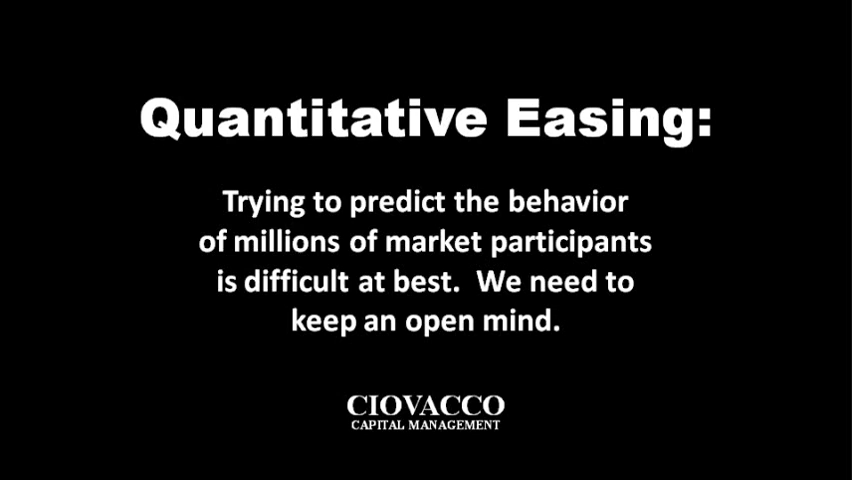 Quantitative Easing:
Trying to predict the behavior
of millions of market participants
is difficult at best.  We need to
keep an open mind.
CIOVACCO
CAPITAL MANAGEMENT